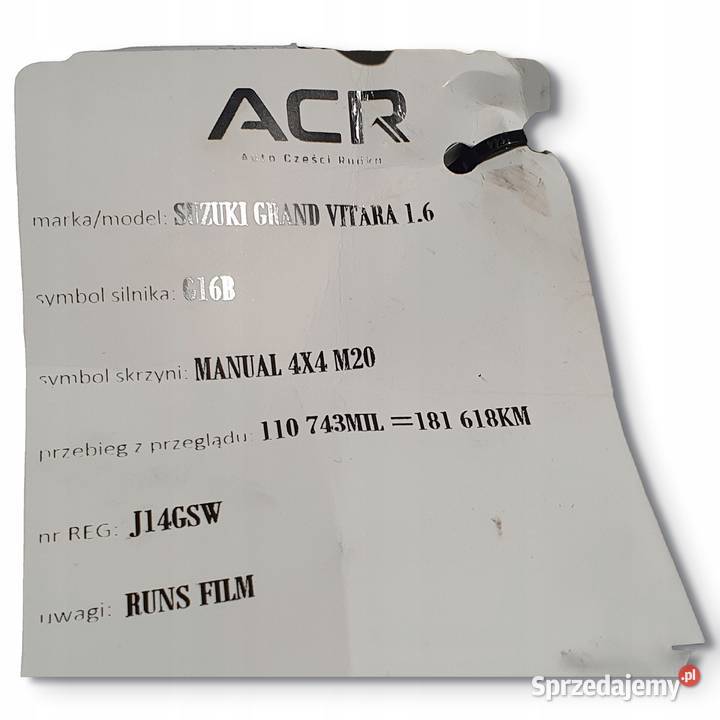 ACR
Auto Części Rudka
marka/model: SUZUKI GRAND VITARA 1.6
symbol silnika: G16B
symbol skrzyni: MANUAL 4X4 M20
przebieg z przeglądu: 110 743MIL =181 618KM
nr REG: J14GSW
uwagi: RUNS FILM
Sprzedajemy.pl